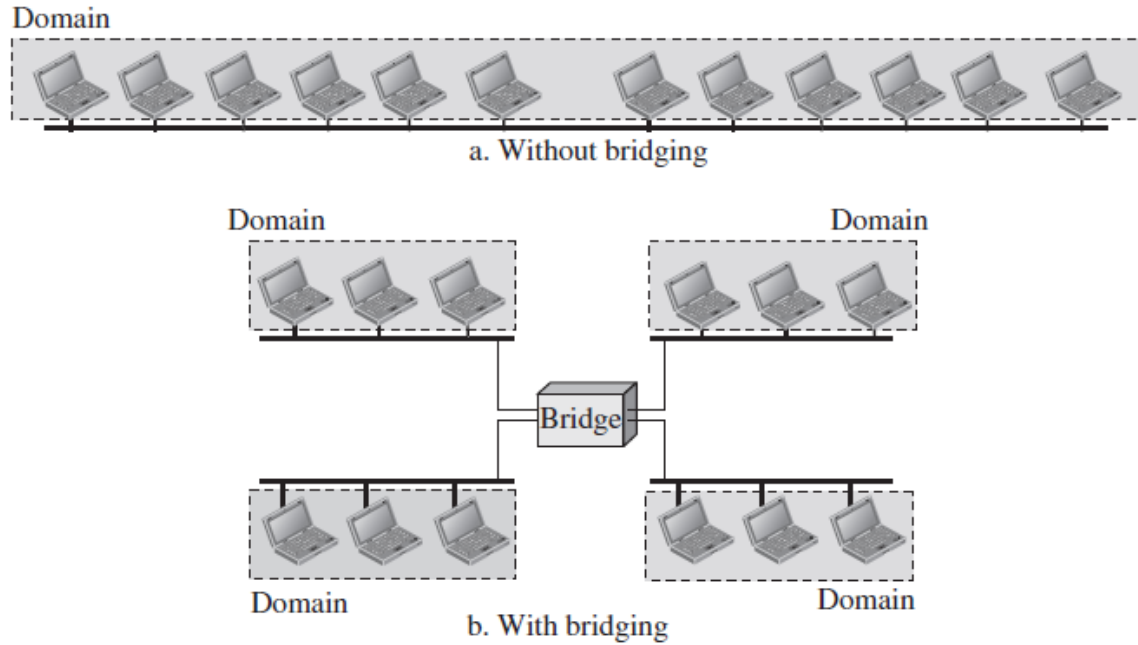 Domain
a. Without bridging
Domain
Domain
Bridge
Domain
Domain
b. With bridging